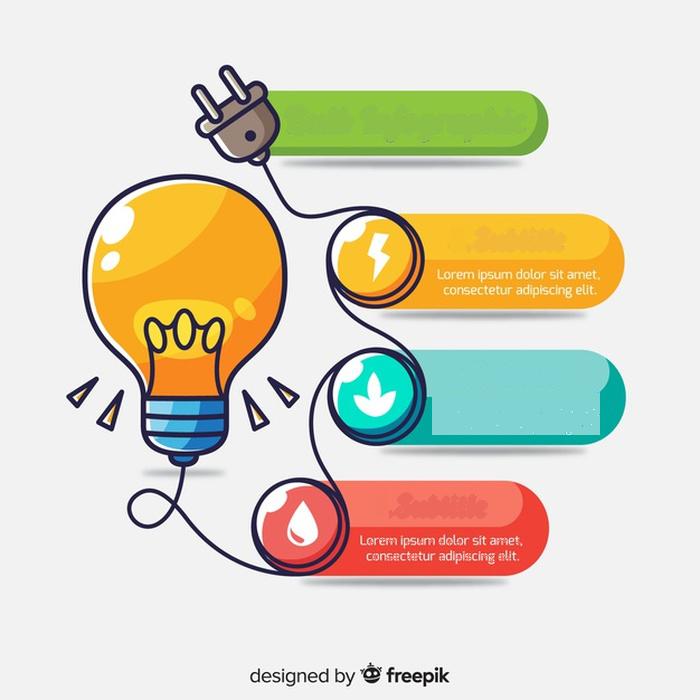 Lorem ipsum dolor sit amet,
consectetur adipiscing elit.
Subtitle
Lorem ipsum dolor sit amet,
consectetur adipiscing elit.
designed by freepik